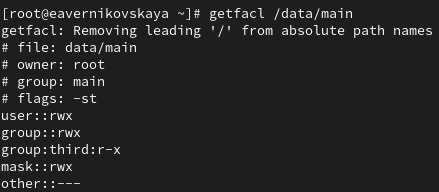 [root@eavernikovskaya ~]# getfacl /data/main
getfacl: Removing leading '/' from absolute path names
# file: data/main
# owner: root
# group: main
# flags: -st
user::rwx
group::rwx
group:third:r-x
mask::rwx
other::---